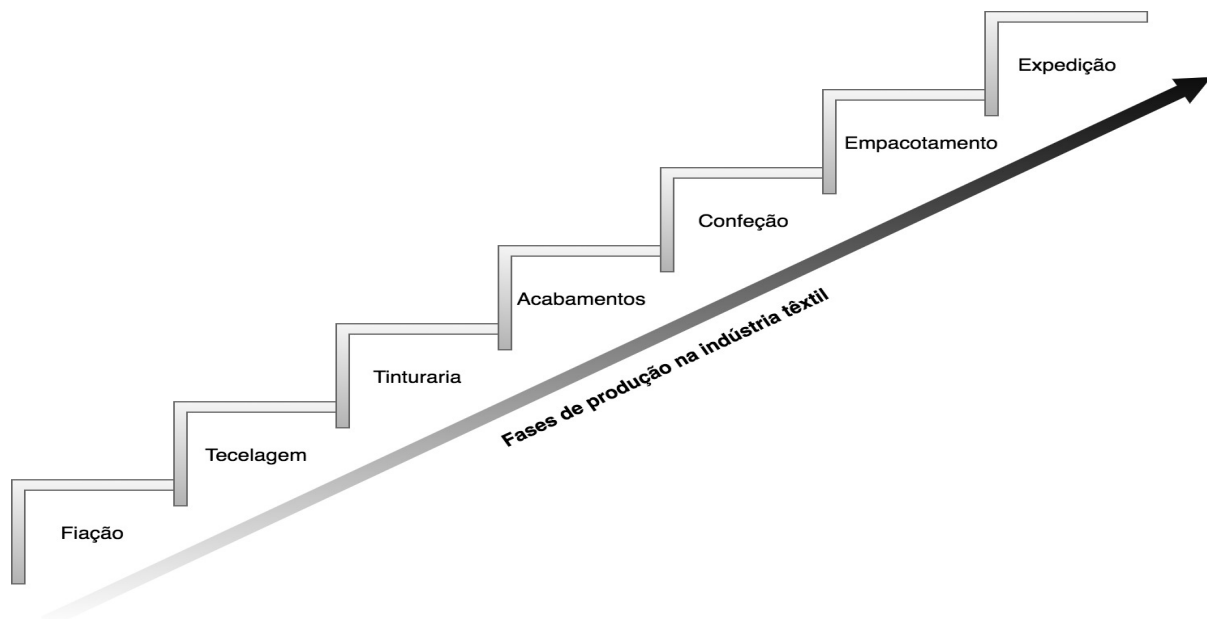 Expedição
Empacotamento
Confeção
Acabamentos
Tinturaria
Tecelagem
Fiação
Fases de produção na indústria têxtil